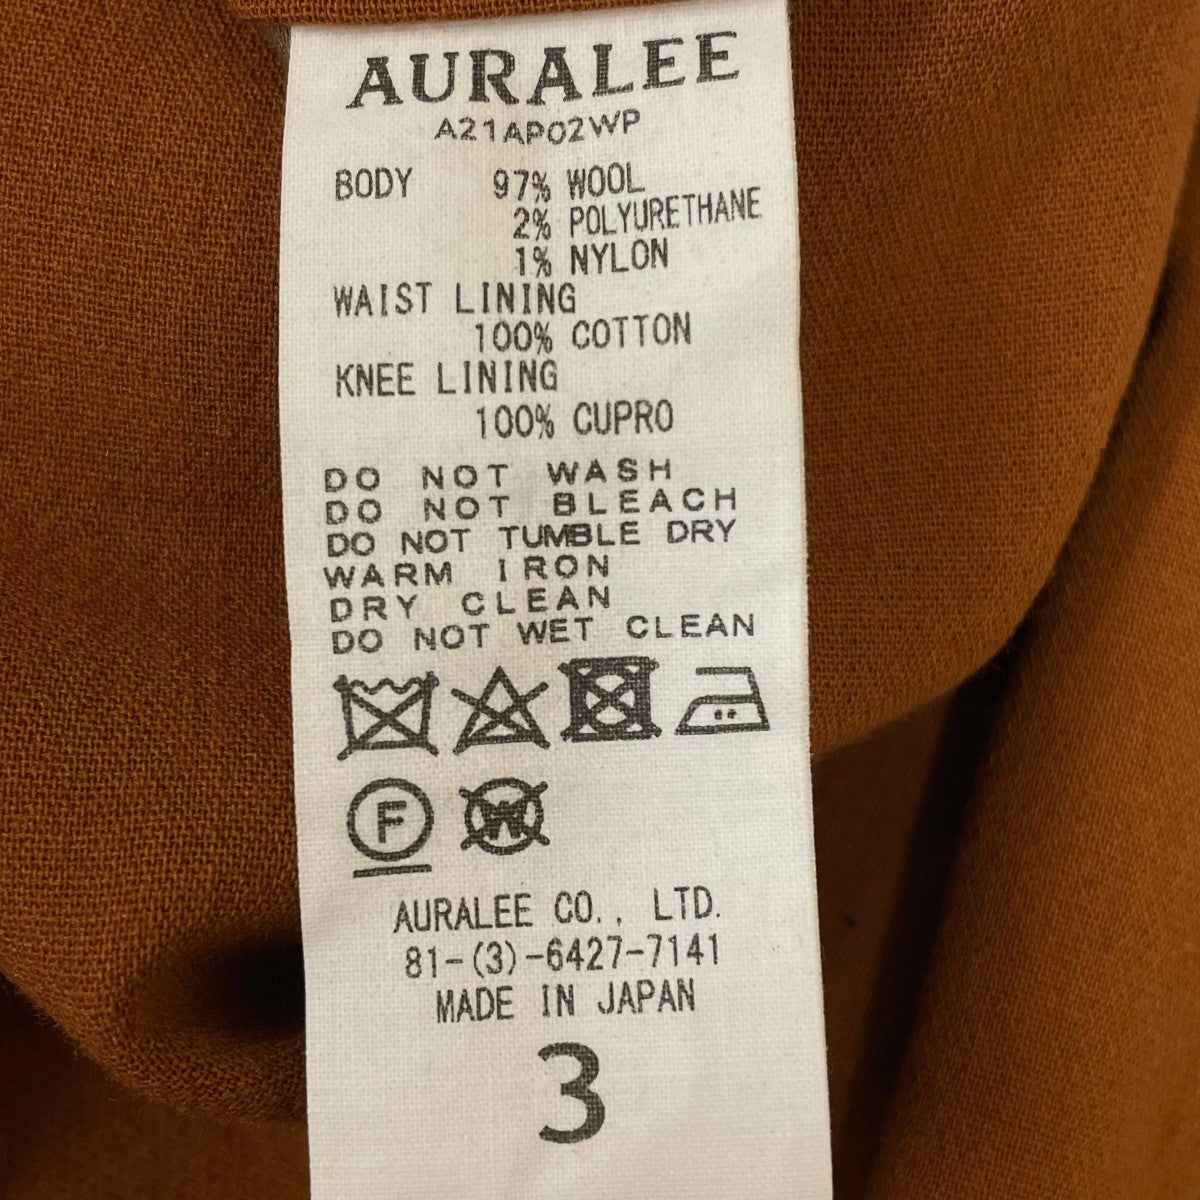 AURALEE
A21AP02WP
BODY 97% WOOL
2% POLYURETHANE
1% NYLON
WAIST LINING
100% COTTON
KNEE LINING
100% CUPRO
DO NOT WASH
DO NOT BLEACH
DO NOT TUMBLE DRY
WARM IRON
DRY CLEAN
DO NOT WET CLEAN
F W
AURALEE CO., LTD.
81-(3)-6427-7141
MADE IN JAPAN
3